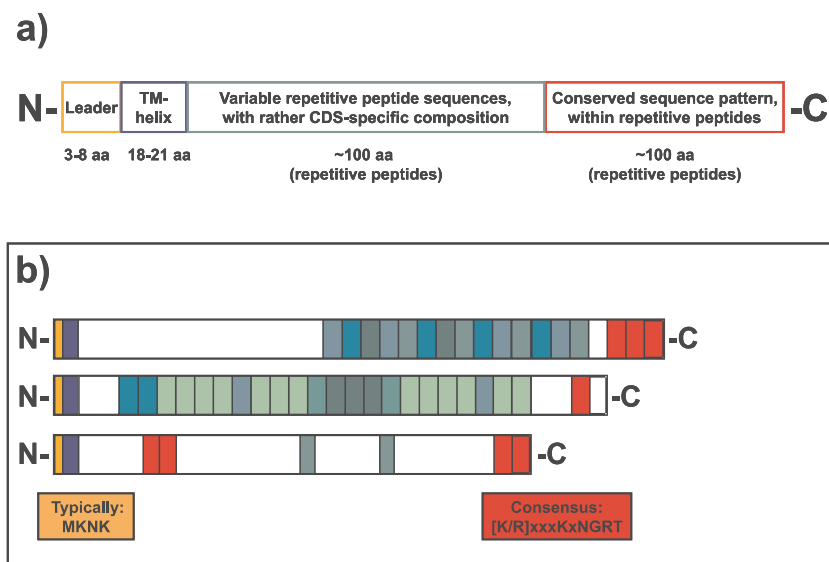 a)
N-
Leader
TM-
helix
Variable repetitive peptide sequences,
with rather CDS-specific composition
Conserved sequence pattern,
within repetitive peptides
-C
3-8 aa
18-21 aa
~100 aa
(repetitive peptides)
~100 aa
(repetitive peptides)
b)
N-
-C
N-
-C
N-
-C
Typically:
MKNK
Consensus:
[K/R]xxxKxNGRT